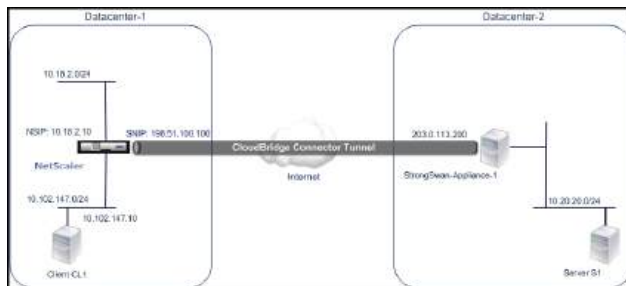 Datacenter-1
Datacenter-2
10.18.2.0/24
NSIP: 10.18.2.10
SNIP: 198.51.100.100
CloudBridge Connector Tunnel
203.0.113.200
NetScaler
Internet
StrongSwan-Appliance-1
10.102.147.0/24
10.102.147.10
10.20.20.0/24
Client CL1
Server S1